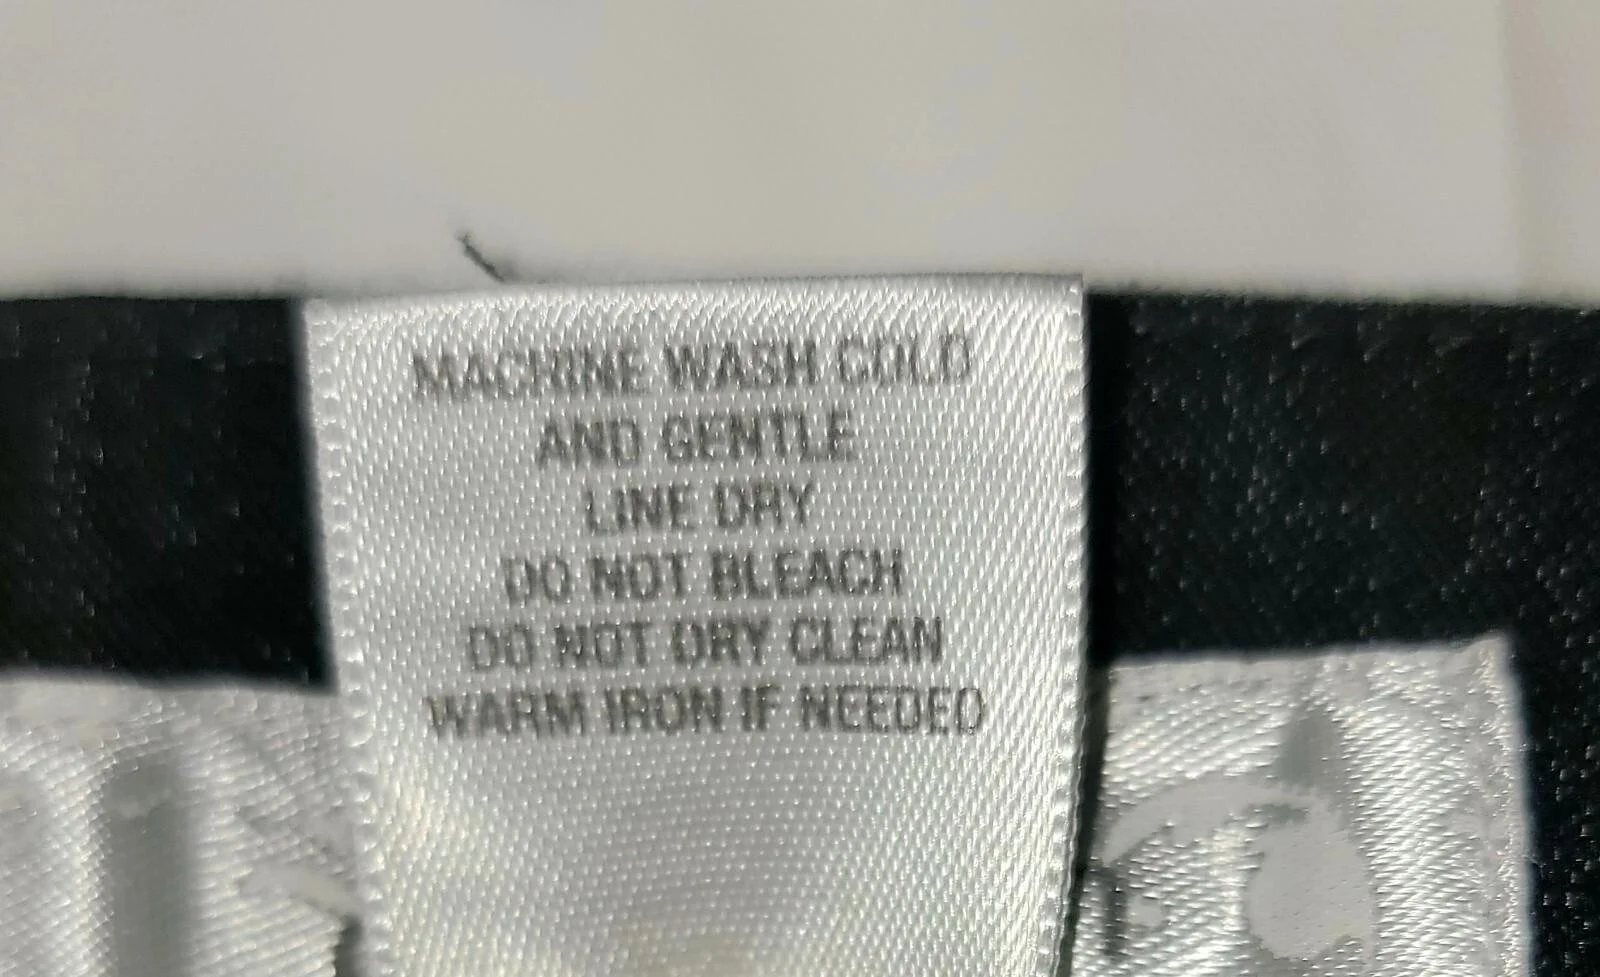 MACHINE WASH COLD
AND GENTLE
LINE DRY
DO NOT BLEACH
DO NOT DRY CLEAN
WARM IRON IF NEEDED